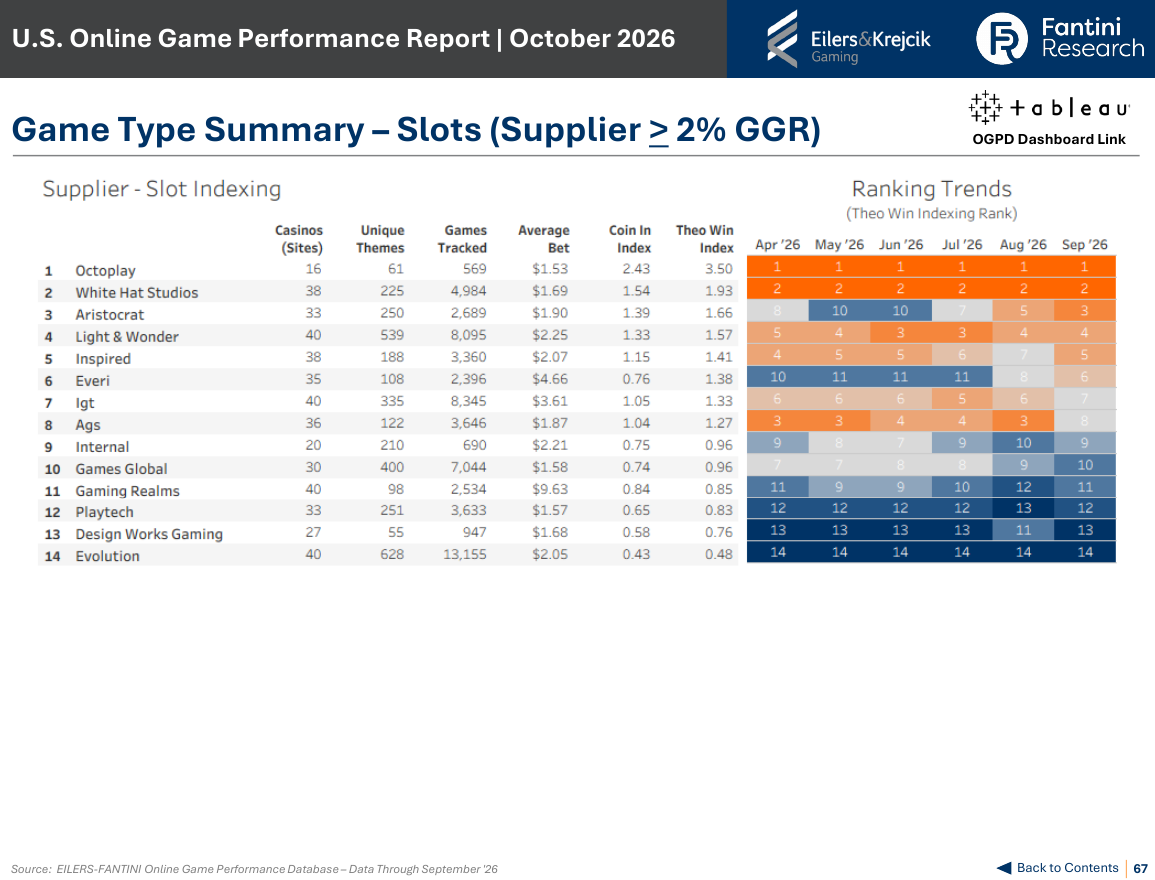 U.S. Online Game Performance Report | October 2026
Eilers&Krejcik
Gaming
Fantini
Research
Game Type Summary – Slots (Supplier ≥ 2% GGR)
+ a b l e a u
OGPD Dashboard Link
Supplier - Slot Indexing
Ranking Trends
(Theo Win Indexing Rank)
Casinos (Sites) Unique Themes Games Tracked Average Bet Coin In Index Theo Win Index Apr '26 May '26 Jun '26 Jul '26 Aug '26 Sep '26
1 Octoplay 16 61 569 $1.53 2.43 3.50 1 1 1 1 1 1
2 White Hat Studios 38 225 4,984 $1.69 1.54 1.93 2 2 2 2 2 2
3 Aristocrat 33 250 2,689 $1.90 1.39 1.66 8 10 10 7 5 3
4 Light & Wonder 40 539 8,095 $2.25 1.33 1.57 5 4 3 3 4 4
5 Inspired 38 188 3,360 $2.07 1.15 1.41 4 5 5 6 7 5
6 Everi 35 108 2,396 $4.66 0.76 1.38 10 11 11 11 8 6
7 Igt 40 335 8,345 $3.61 1.05 1.33 6 6 6 5 6 7
8 Ags 36 122 3,646 $1.87 1.04 1.27 3 3 4 4 3 8
9 Internal 20 210 690 $2.21 0.75 0.96 9 8 7 9 10 9
10 Games Global 30 400 7,044 $1.58 0.74 0.96 7 7 8 8 9 10
11 Gaming Realms 40 98 2,534 $9.63 0.84 0.85 11 9 9 10 12 11
12 Playtech 33 251 3,633 $1.57 0.65 0.83 12 12 12 12 13 12
13 Design Works Gaming 27 55 947 $1.68 0.58 0.76 13 13 13 13 11 13
14 Evolution 40 628 13,155 $2.05 0.43 0.48 14 14 14 14 14 14
Source: EILERS-FANTINI Online Game Performance Database – Data Through September '26
Back to Contents | 67